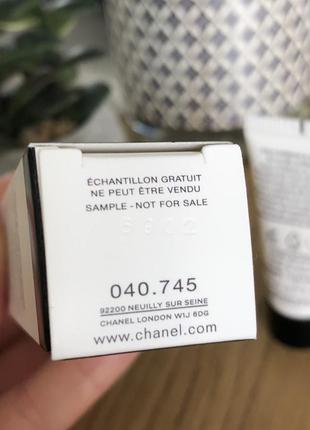 ÉCHANTILLON GRATUIT
NE PEUT ÊTRE VENDU
SAMPLE - NOT FOR SALE
040.745
92200 NEUILLY SUR SEINE
CHANEL LONDON W1J 6DG
www.chanel.com